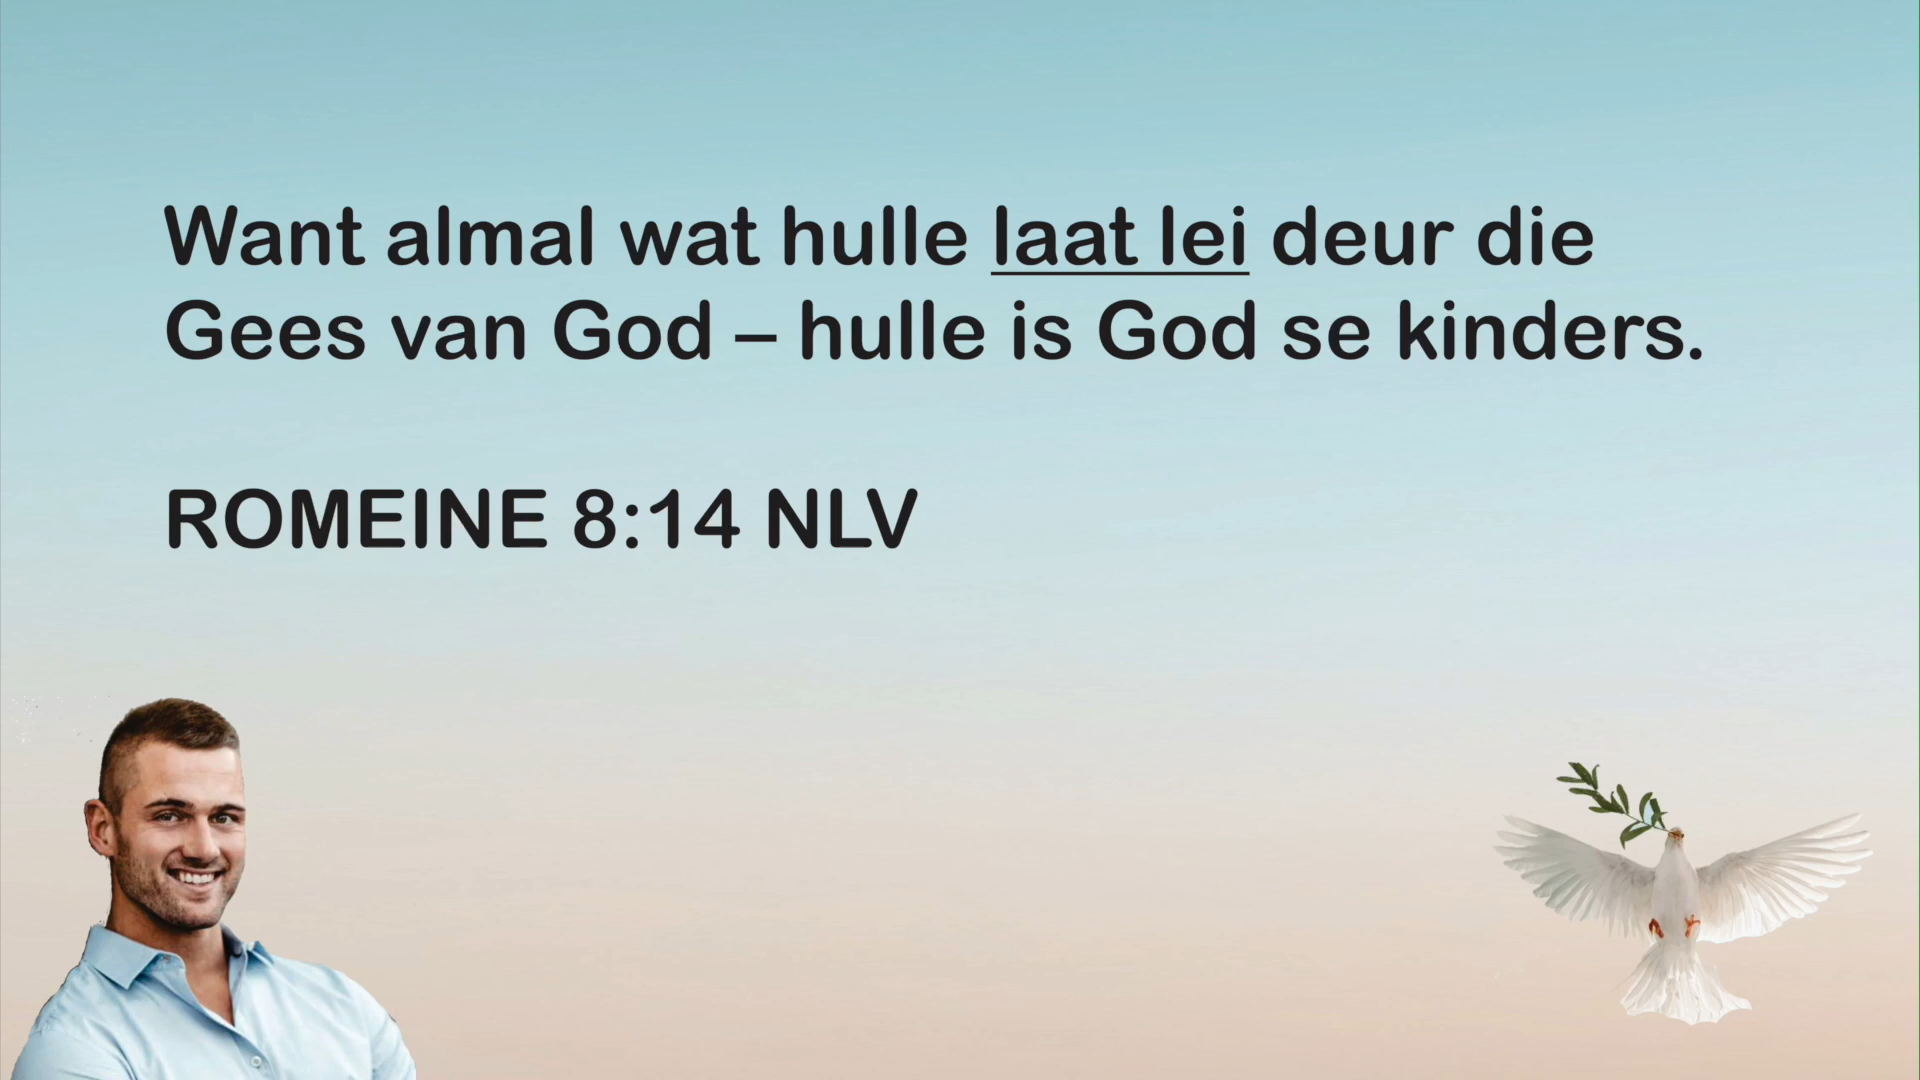 Want almal wat hulle laat lei deur die
Gees van God – hulle is God se kinders.
ROMEINE 8:14 NLV